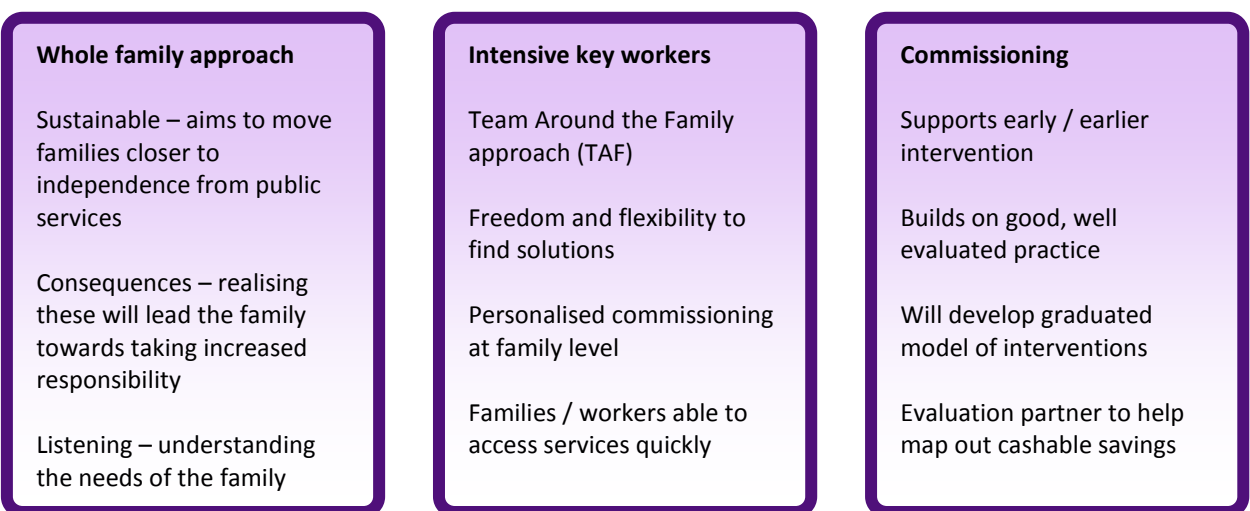 Whole family approach
Sustainable – aims to move
families closer to
independence from public
services
Consequences – realising
these will lead the family
towards taking increased
responsibility
Listening – understanding
the needs of the family
Intensive key workers
Team Around the Family
approach (TAF)
Freedom and flexibility to
find solutions
Personalised commissioning
at family level
Families / workers able to
access services quickly
Commissioning
Supports early / earlier
intervention
Builds on good, well
evaluated practice
Will develop graduated
model of interventions
Evaluation partner to help
map out cashable savings